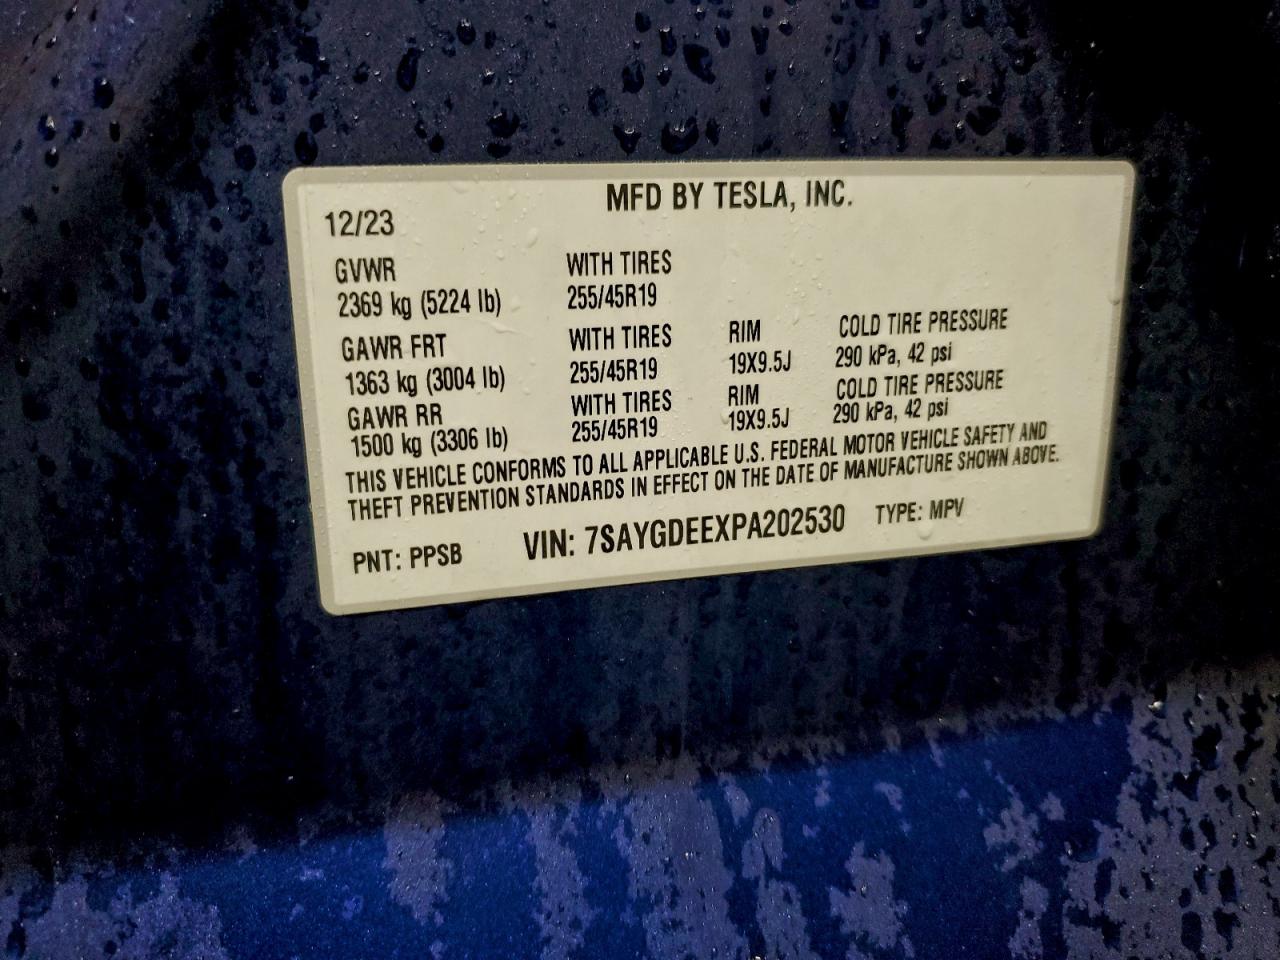 MFD BY TESLA, INC.
12/23
GVWR WITH TIRES
2369 kg (5224 lb) 255/45R19
GAWR FRT WITH TIRES RIM COLD TIRE PRESSURE
1363 kg (3004 lb) 255/45R19 19X9.5J 290 kPa, 42 psi
GAWR RR WITH TIRES RIM COLD TIRE PRESSURE
1500 kg (3306 lb) 255/45R19 19X9.5J 290 kPa, 42 psi
THIS VEHICLE CONFORMS TO ALL APPLICABLE U.S. FEDERAL MOTOR VEHICLE SAFETY AND
THEFT PREVENTION STANDARDS IN EFFECT ON THE DATE OF MANUFACTURE SHOWN ABOVE.
PNT: PPSB VIN: 7SAYGDEEXPA202530 TYPE: MPV